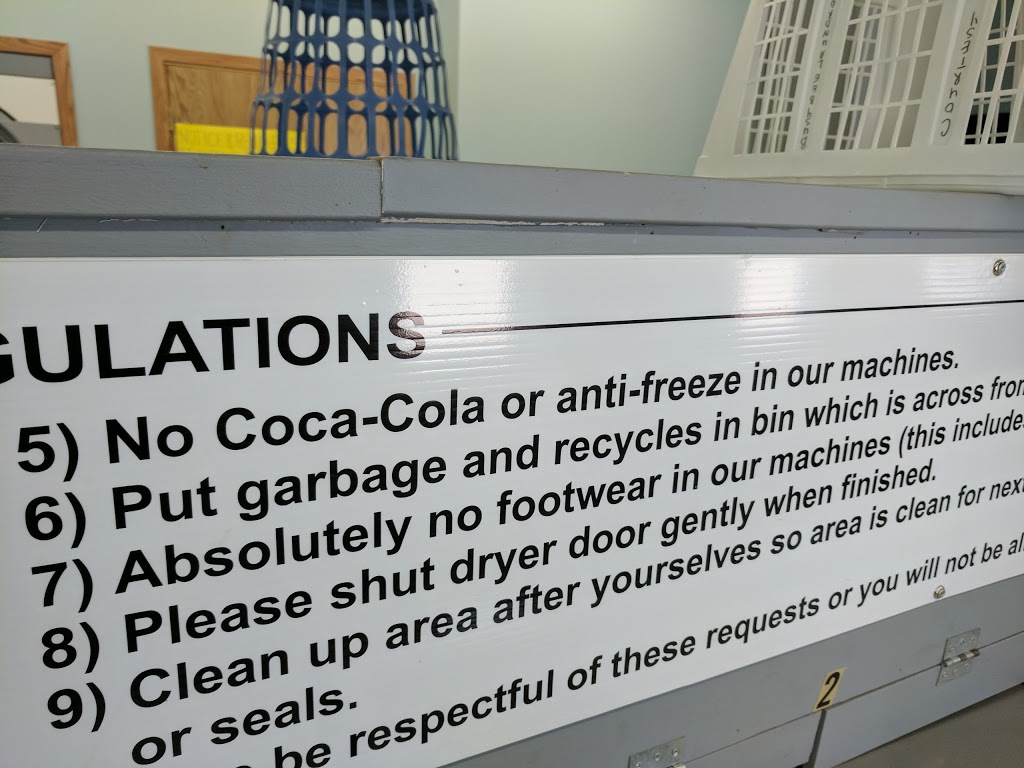 GULATIONS
5) No Coca-Cola or anti-freeze in our machines.
6) Put garbage and recycles in bin which is across from
7) Absolutely no footwear in our machines (this includes
8) Please shut dryer door gently when finished.
9) Clean up area after yourselves so area is clean for next
or seals.
be respectful of these requests or you will not be al
2